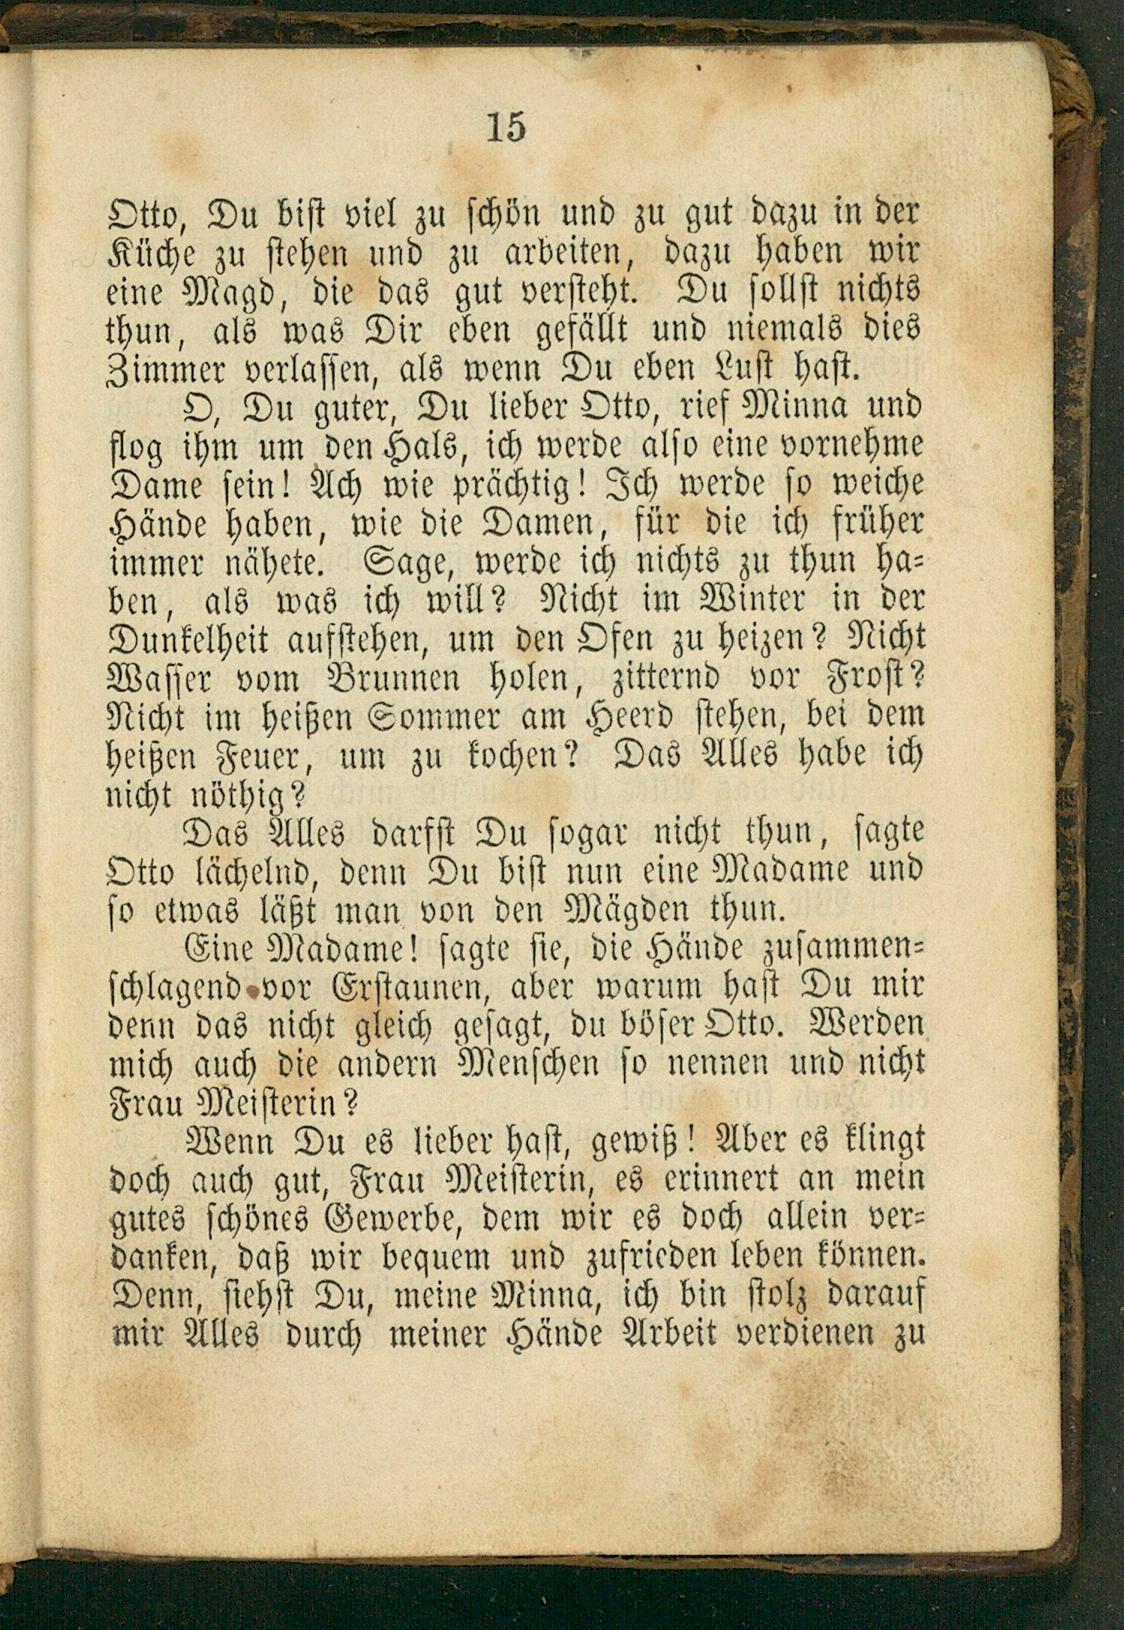 15
Otto, Du bist viel zu schön und zu gut dazu in der
Küche zu stehen und zu arbeiten, dazu haben wir
eine Magd, die das gut versteht. Du sollst nichts
thun, als was Dir eben gefällt und niemals dies
Zimmer verlassen, als wenn Du eben Lust hast.
O, Du guter, Du lieber Otto, rief Minna und
flog ihm um den Hals, ich werde also eine vornehme
Dame sein! Ach wie prächtig! Ich werde so weiche
Hände haben, wie die Damen, für die ich früher
immer nähete. Sage, werde ich nichts zu thun ha-
ben, als was ich will? Nicht im Winter in der
Dunkelheit aufstehen, um den Ofen zu heizen? Nicht
Wasser vom Brunnen holen, zitternd vor Frost?
Nicht im heißen Sommer am Heerd stehen, bei dem
heißen Feuer, um zu kochen? Das Alles habe ich
nicht nöthig?
Das Alles darfst Du sogar nicht thun, sagte
Otto lächelnd, denn Du bist nun eine Madame und
so etwas läßt man von den Mägden thun.
Eine Madame! sagte sie, die Hände zusammen-
schlagend vor Erstaunen, aber warum hast Du mir
denn das nicht gleich gesagt, du böser Otto. Werden
mich auch die andern Menschen so nennen und nicht
Frau Meisterin?
Wenn Du es lieber hast, gewiß! Aber es klingt
doch auch gut, Frau Meisterin, es erinnert an mein
gutes schönes Gewerbe, dem wir es doch allein ver-
danken, daß wir bequem und zufrieden leben können.
Denn, siehst Du, meine Minna, ich bin stolz darauf
mir Alles durch meiner Hände Arbeit verdienen zu